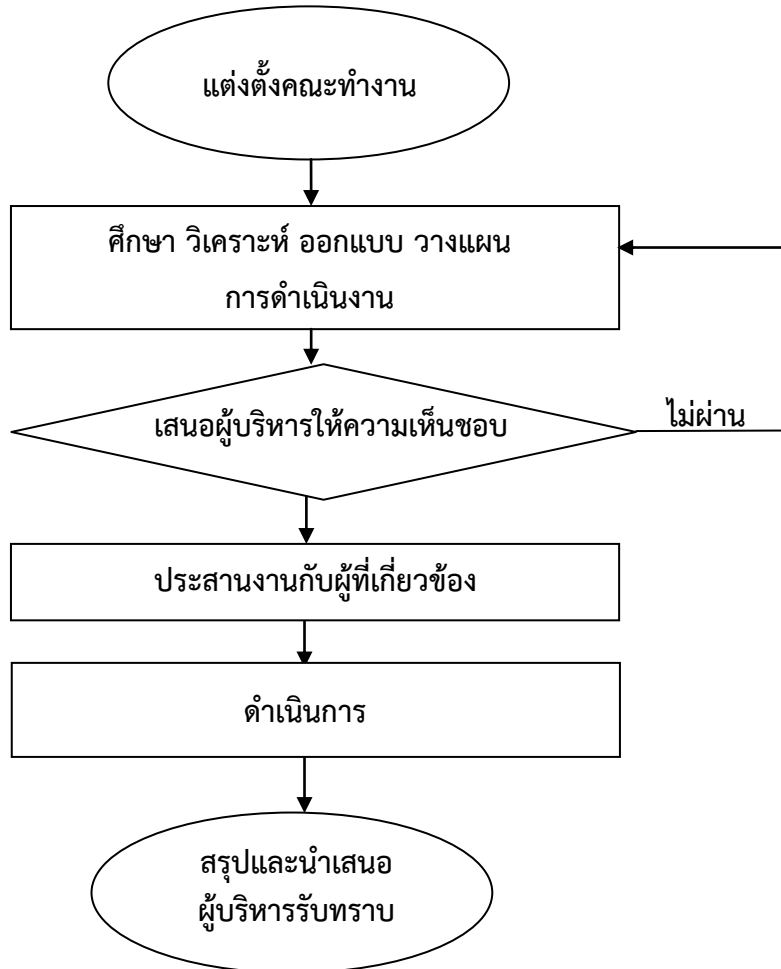 แต่งตั้งคณะทำงาน
ศึกษา วิเคราะห์ ออกแบบ วางแผน
การดำเนินงาน
เสนอผู้บริหารให้ความเห็นชอบ
ไม่ผ่าน
ประสานงานกับผู้ที่เกี่ยวข้อง
ดำเนินการ
สรุปและนำเสนอ
ผู้บริหารรับทราบ